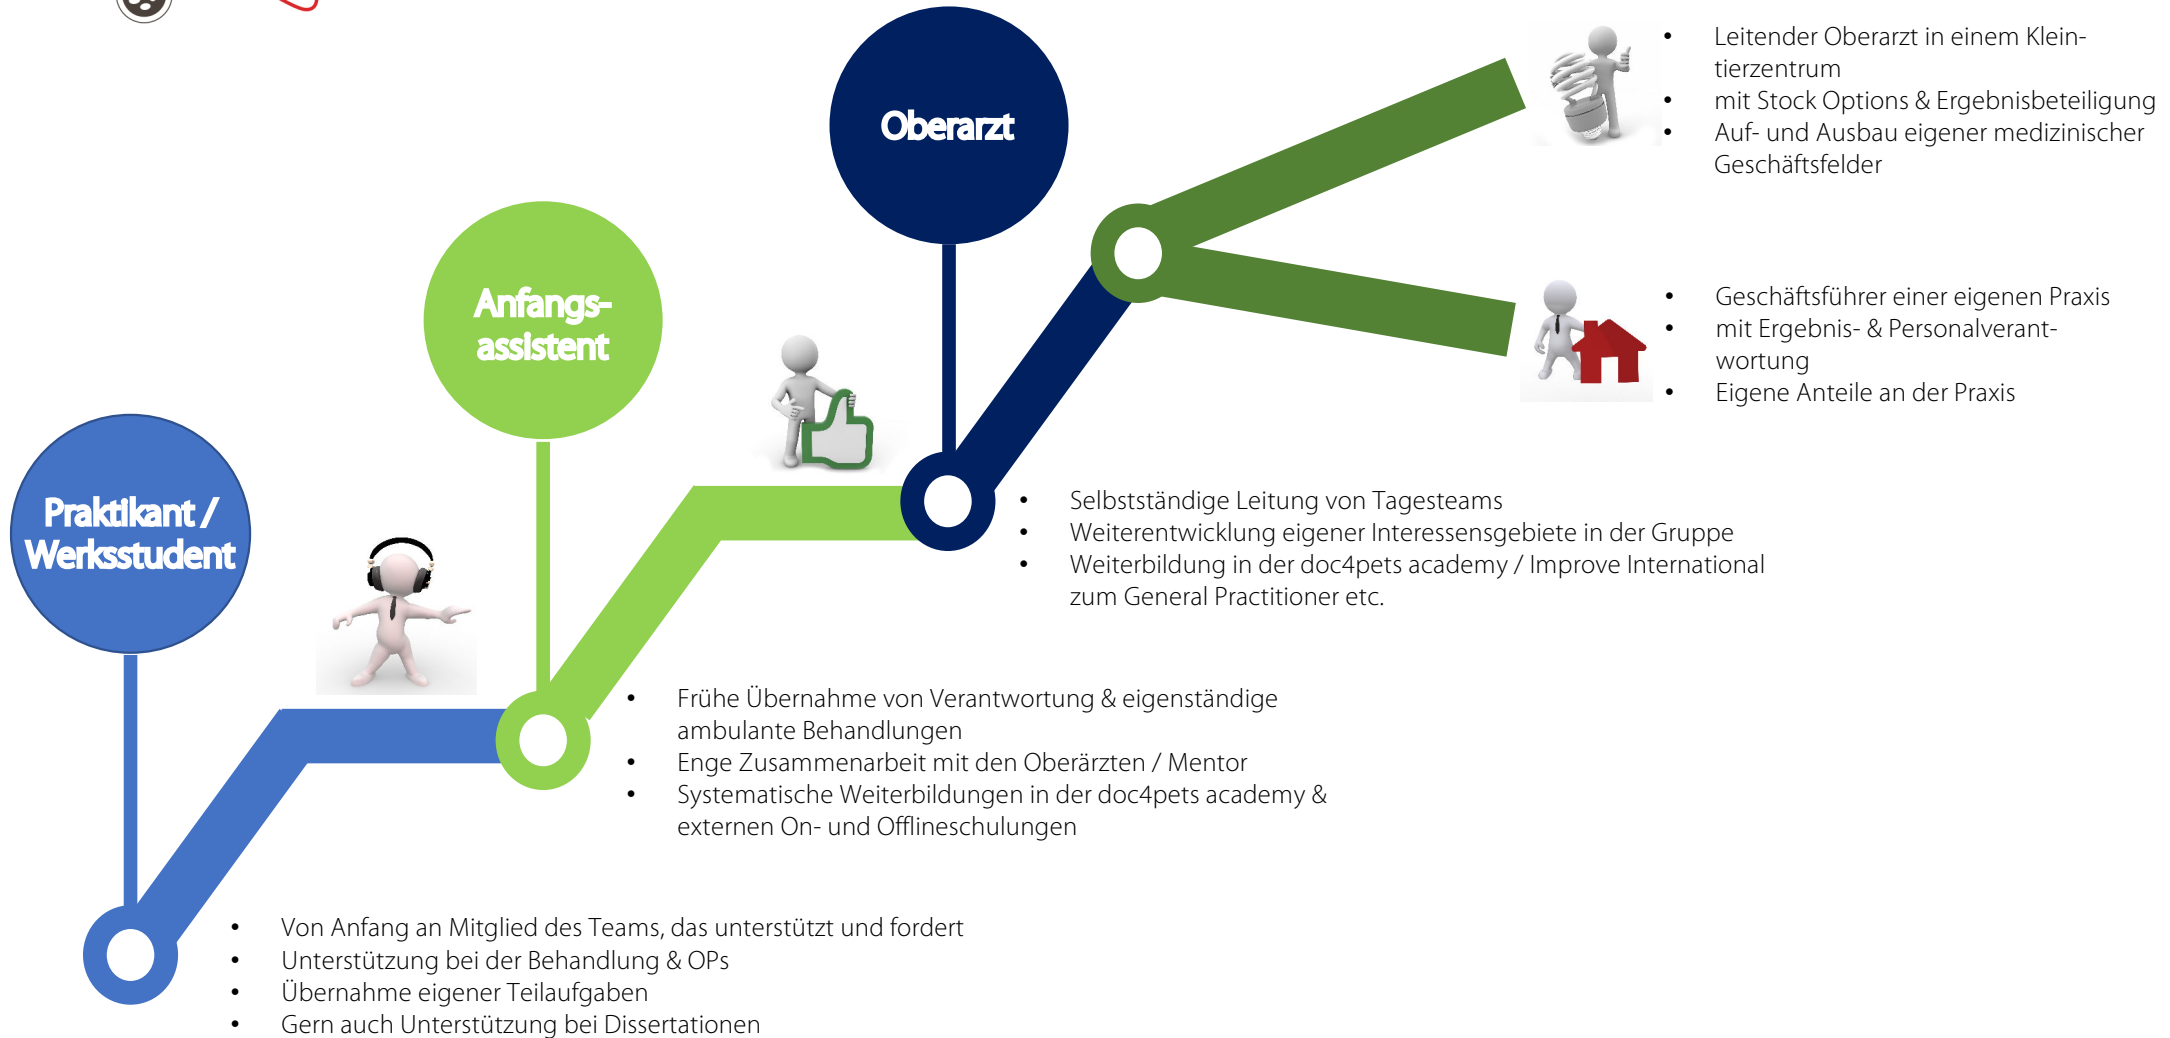 Praktikant /
Werksstudent
• Von Anfang an Mitglied des Teams, das unterstützt und fordert
• Unterstützung bei der Behandlung & OPs
• Übernahme eigener Teilaufgaben
• Gern auch Unterstützung bei Dissertationen
Anfangs-
assistent
• Frühe Übernahme von Verantwortung & eigenständige
ambulante Behandlungen
• Enge Zusammenarbeit mit den Oberärzten / Mentor
• Systematische Weiterbildungen in der doc4pets academy &
externen On- und Offlineschulungen
Oberarzt
• Selbstständige Leitung von Tagesteams
• Weiterentwicklung eigener Interessensgebiete in der Gruppe
• Weiterbildung in der doc4pets academy / Improve International
zum General Practitioner etc.
• Leitender Oberarzt in einem Klein-
tierzentrum
• mit Stock Options & Ergebnisbeteiligung
• Auf- und Ausbau eigener medizinischer
Geschäftsfelder
• Geschäftsführer einer eigenen Praxis
• mit Ergebnis- & Personalverant-
wortung
• Eigene Anteile an der Praxis